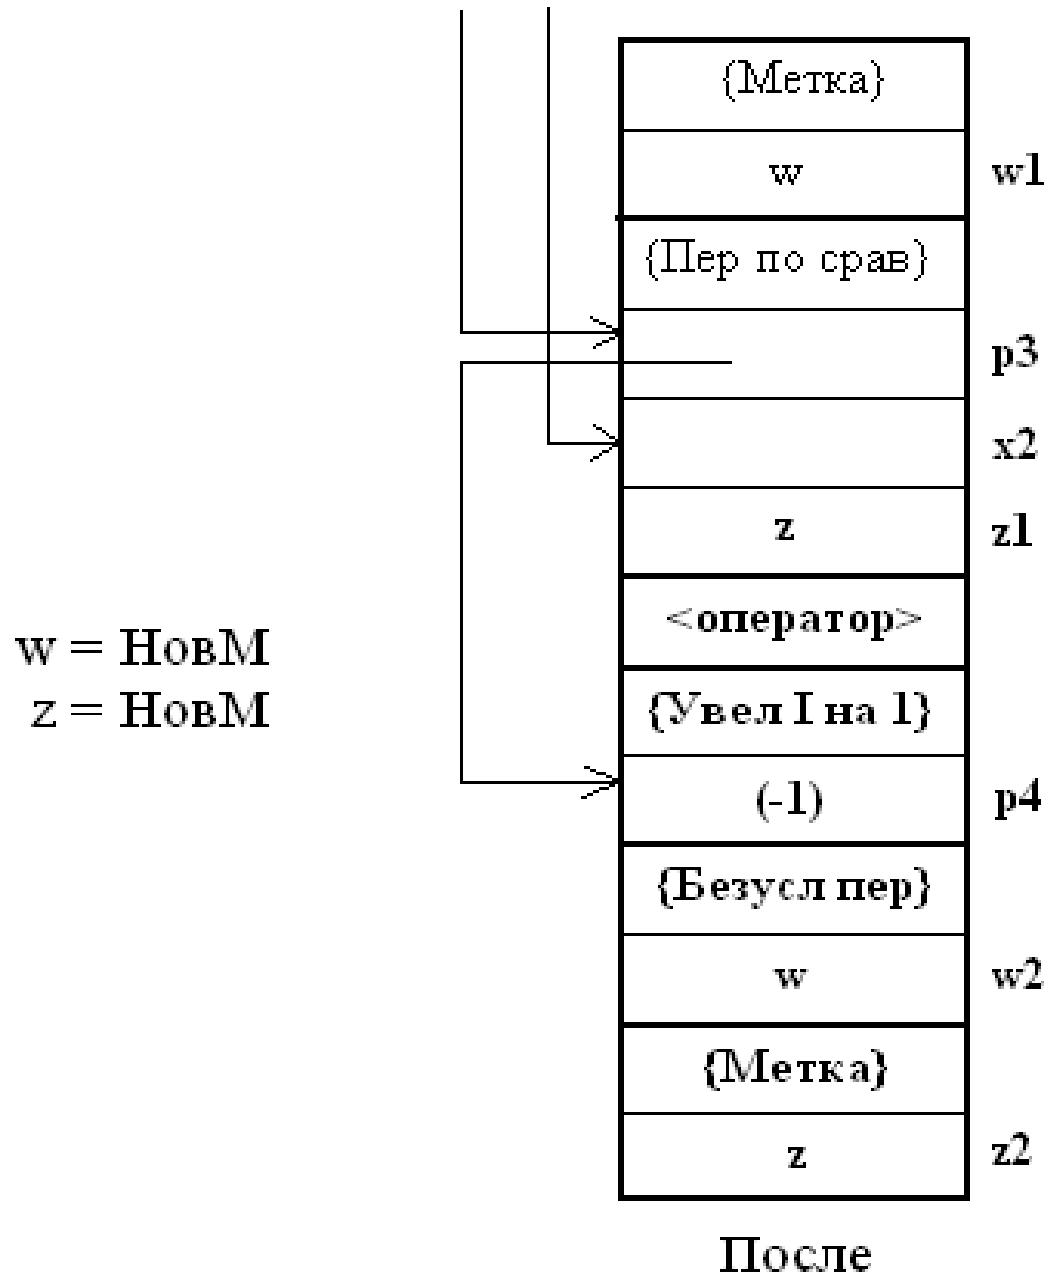 {Метка}
w w1
{Пер по срав}
p3
x2
z z1
<оператор>
w = НовМ
z = НовМ
{Увел I на 1}
(-1) p4
{Безусл пер}
w w2
{Метка}
z z2
После